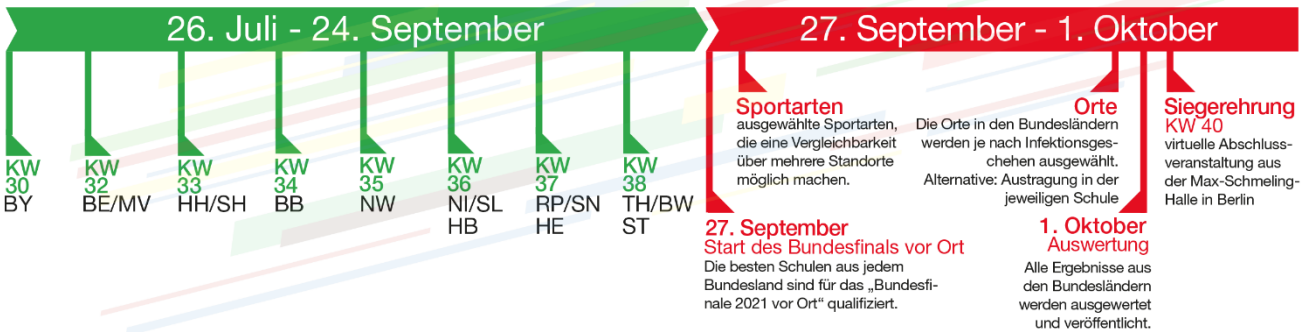 26. Juli - 24. September
27. September - 1. Oktober
KW
30
BY
KW
32
BE/MV
KW
33
HH/SH
KW
34
BB
KW
35
NW
KW
36
NI/SL
HB
KW
37
RP/SN
HE
KW
38
TH/BW
ST
Sportarten
ausgewählte Sportarten,
die eine Vergleichbarkeit
über mehrere Standorte
möglich machen.
Orte
Die Orte in den Bundesländern
werden je nach Infektionsges-
chehen ausgewählt.
Alternative: Austragung in der
jeweiligen Schule
Siegerehrung
KW 40
virtuelle Abschluss-
veranstaltung aus
der Max-Schmeling-
Halle in Berlin
27. September
Start des Bundesfinals vor Ort
Die besten Schulen aus jedem
Bundesland sind für das „Bundesfi-
nale 2021 vor Ort“ qualifiziert.
1. Oktober
Auswertung
Alle Ergebnisse aus
den Bundesländern
werden ausgewertet
und veröffentlicht.